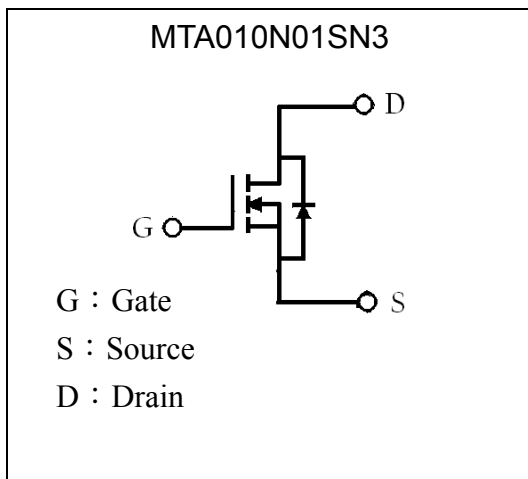 MTA010N01SN3
D
G
S
G：Gate
S：Source
D：Drain